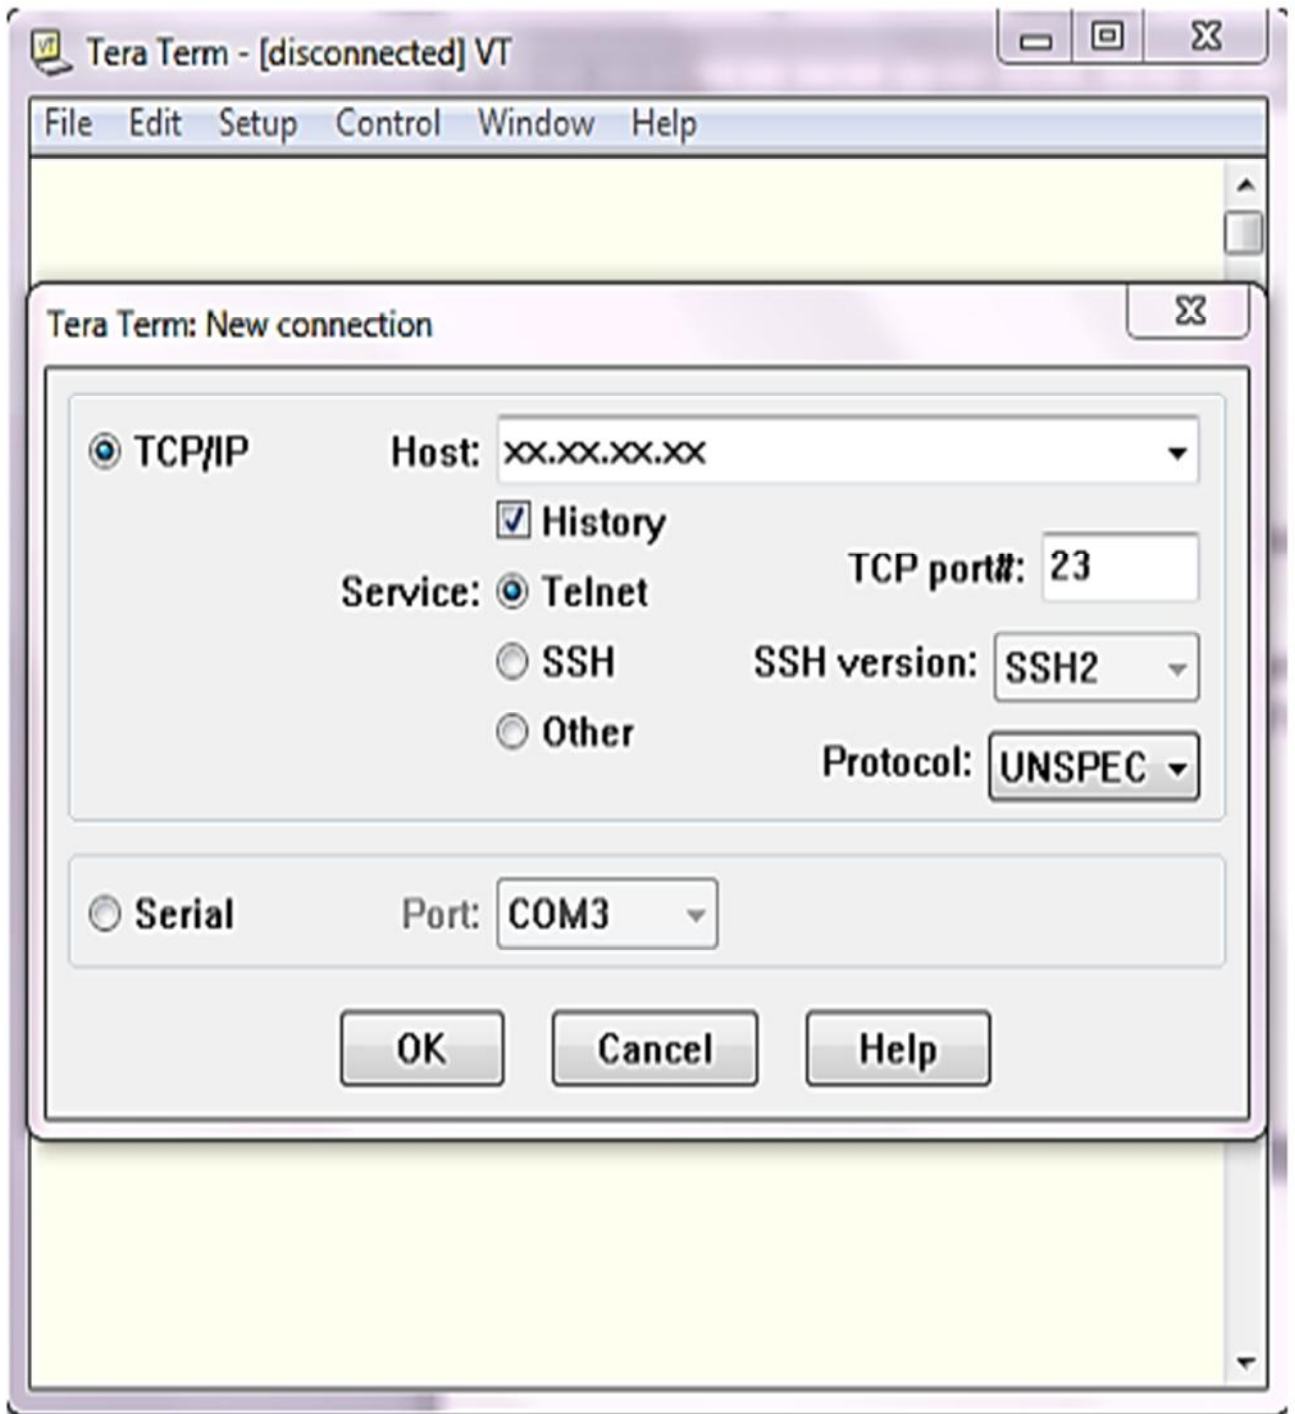 Tera Term - [disconnected] VT
File Edit Setup Control Window Help
Tera Term: New connection
TCP/IP Host: xx.xx.xx.xx
History
TCP port#: 23
Service: Telnet
SSH SSH version: SSH2
Other
Protocol: UNSPEC
Serial Port: COM3
OK Cancel Help